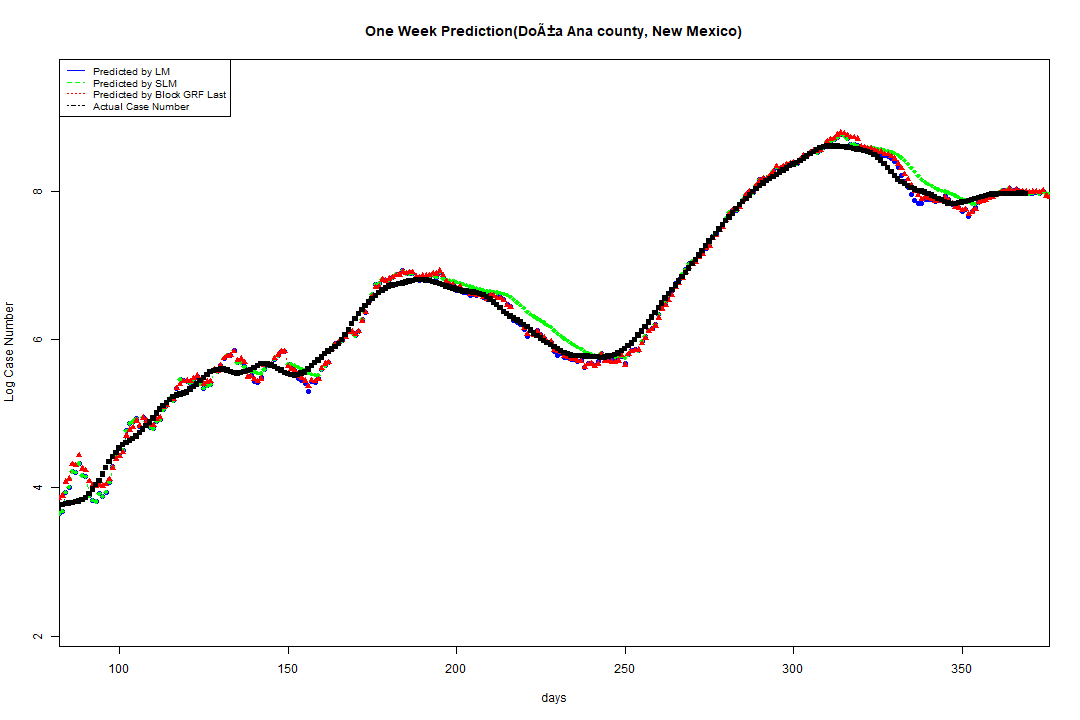 One Week Prediction(DoÃ±a Ana county, New Mexico)
Predicted by LM
Predicted by SLM
Predicted by Block GRF Last
Actual Case Number
Log Case Number
8
6
4
2
100 150 200 250 300 350
days